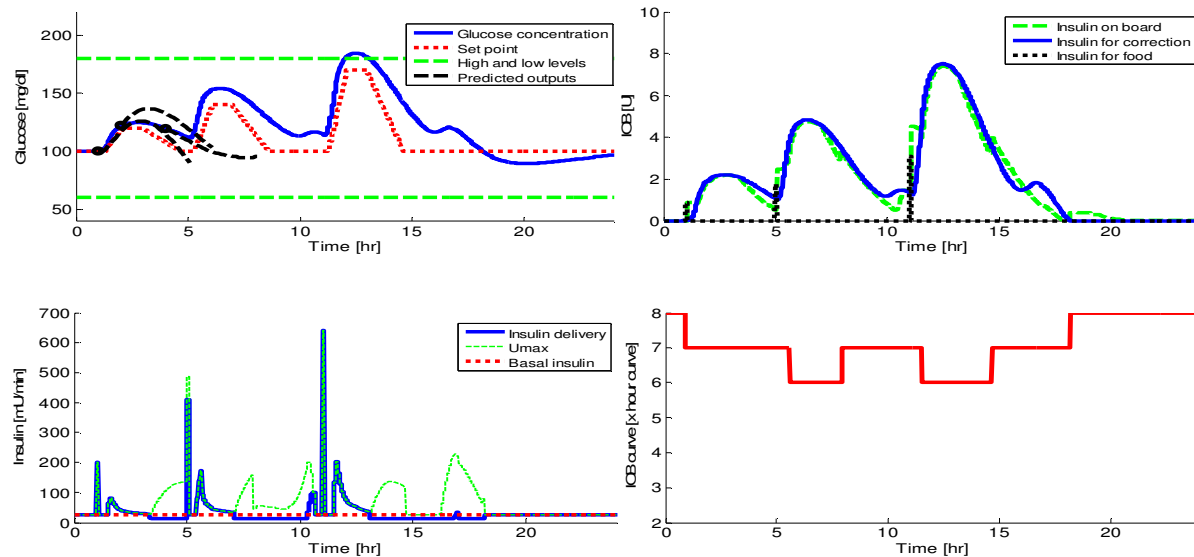 200
150
100
50
Glucose [mg/dl]
0
5
10
15
20
Time [hr]
Glucose concentration
Set point
High and low levels
Predicted outputs
10
8
6
4
2
0
IOB [U]
0
5
10
15
20
Time [hr]
Insulin on board
Insulin for correction
Insulin for food
700
600
500
400
300
200
100
0
Insulin [mU/min]
0
5
10
15
20
Time [hr]
Insulin delivery
Umax
Basal insulin
8
7
6
5
4
3
2
IOB curve [x hour curve]
0
5
10
15
20
Time [hr]